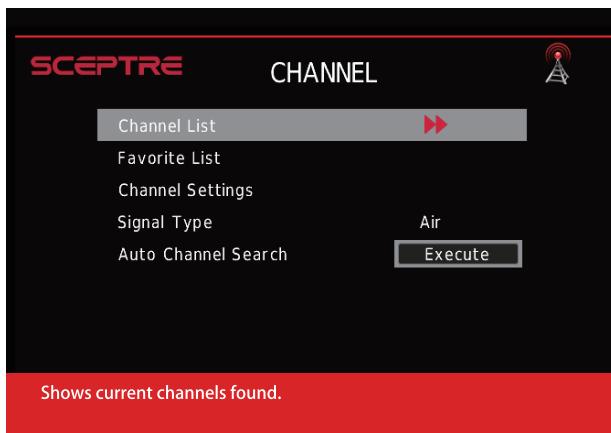 SCEPTRE CHANNEL
Channel List
Favorite List
Channel Settings
Signal Type Air
Auto Channel Search Execute
Shows current channels found.